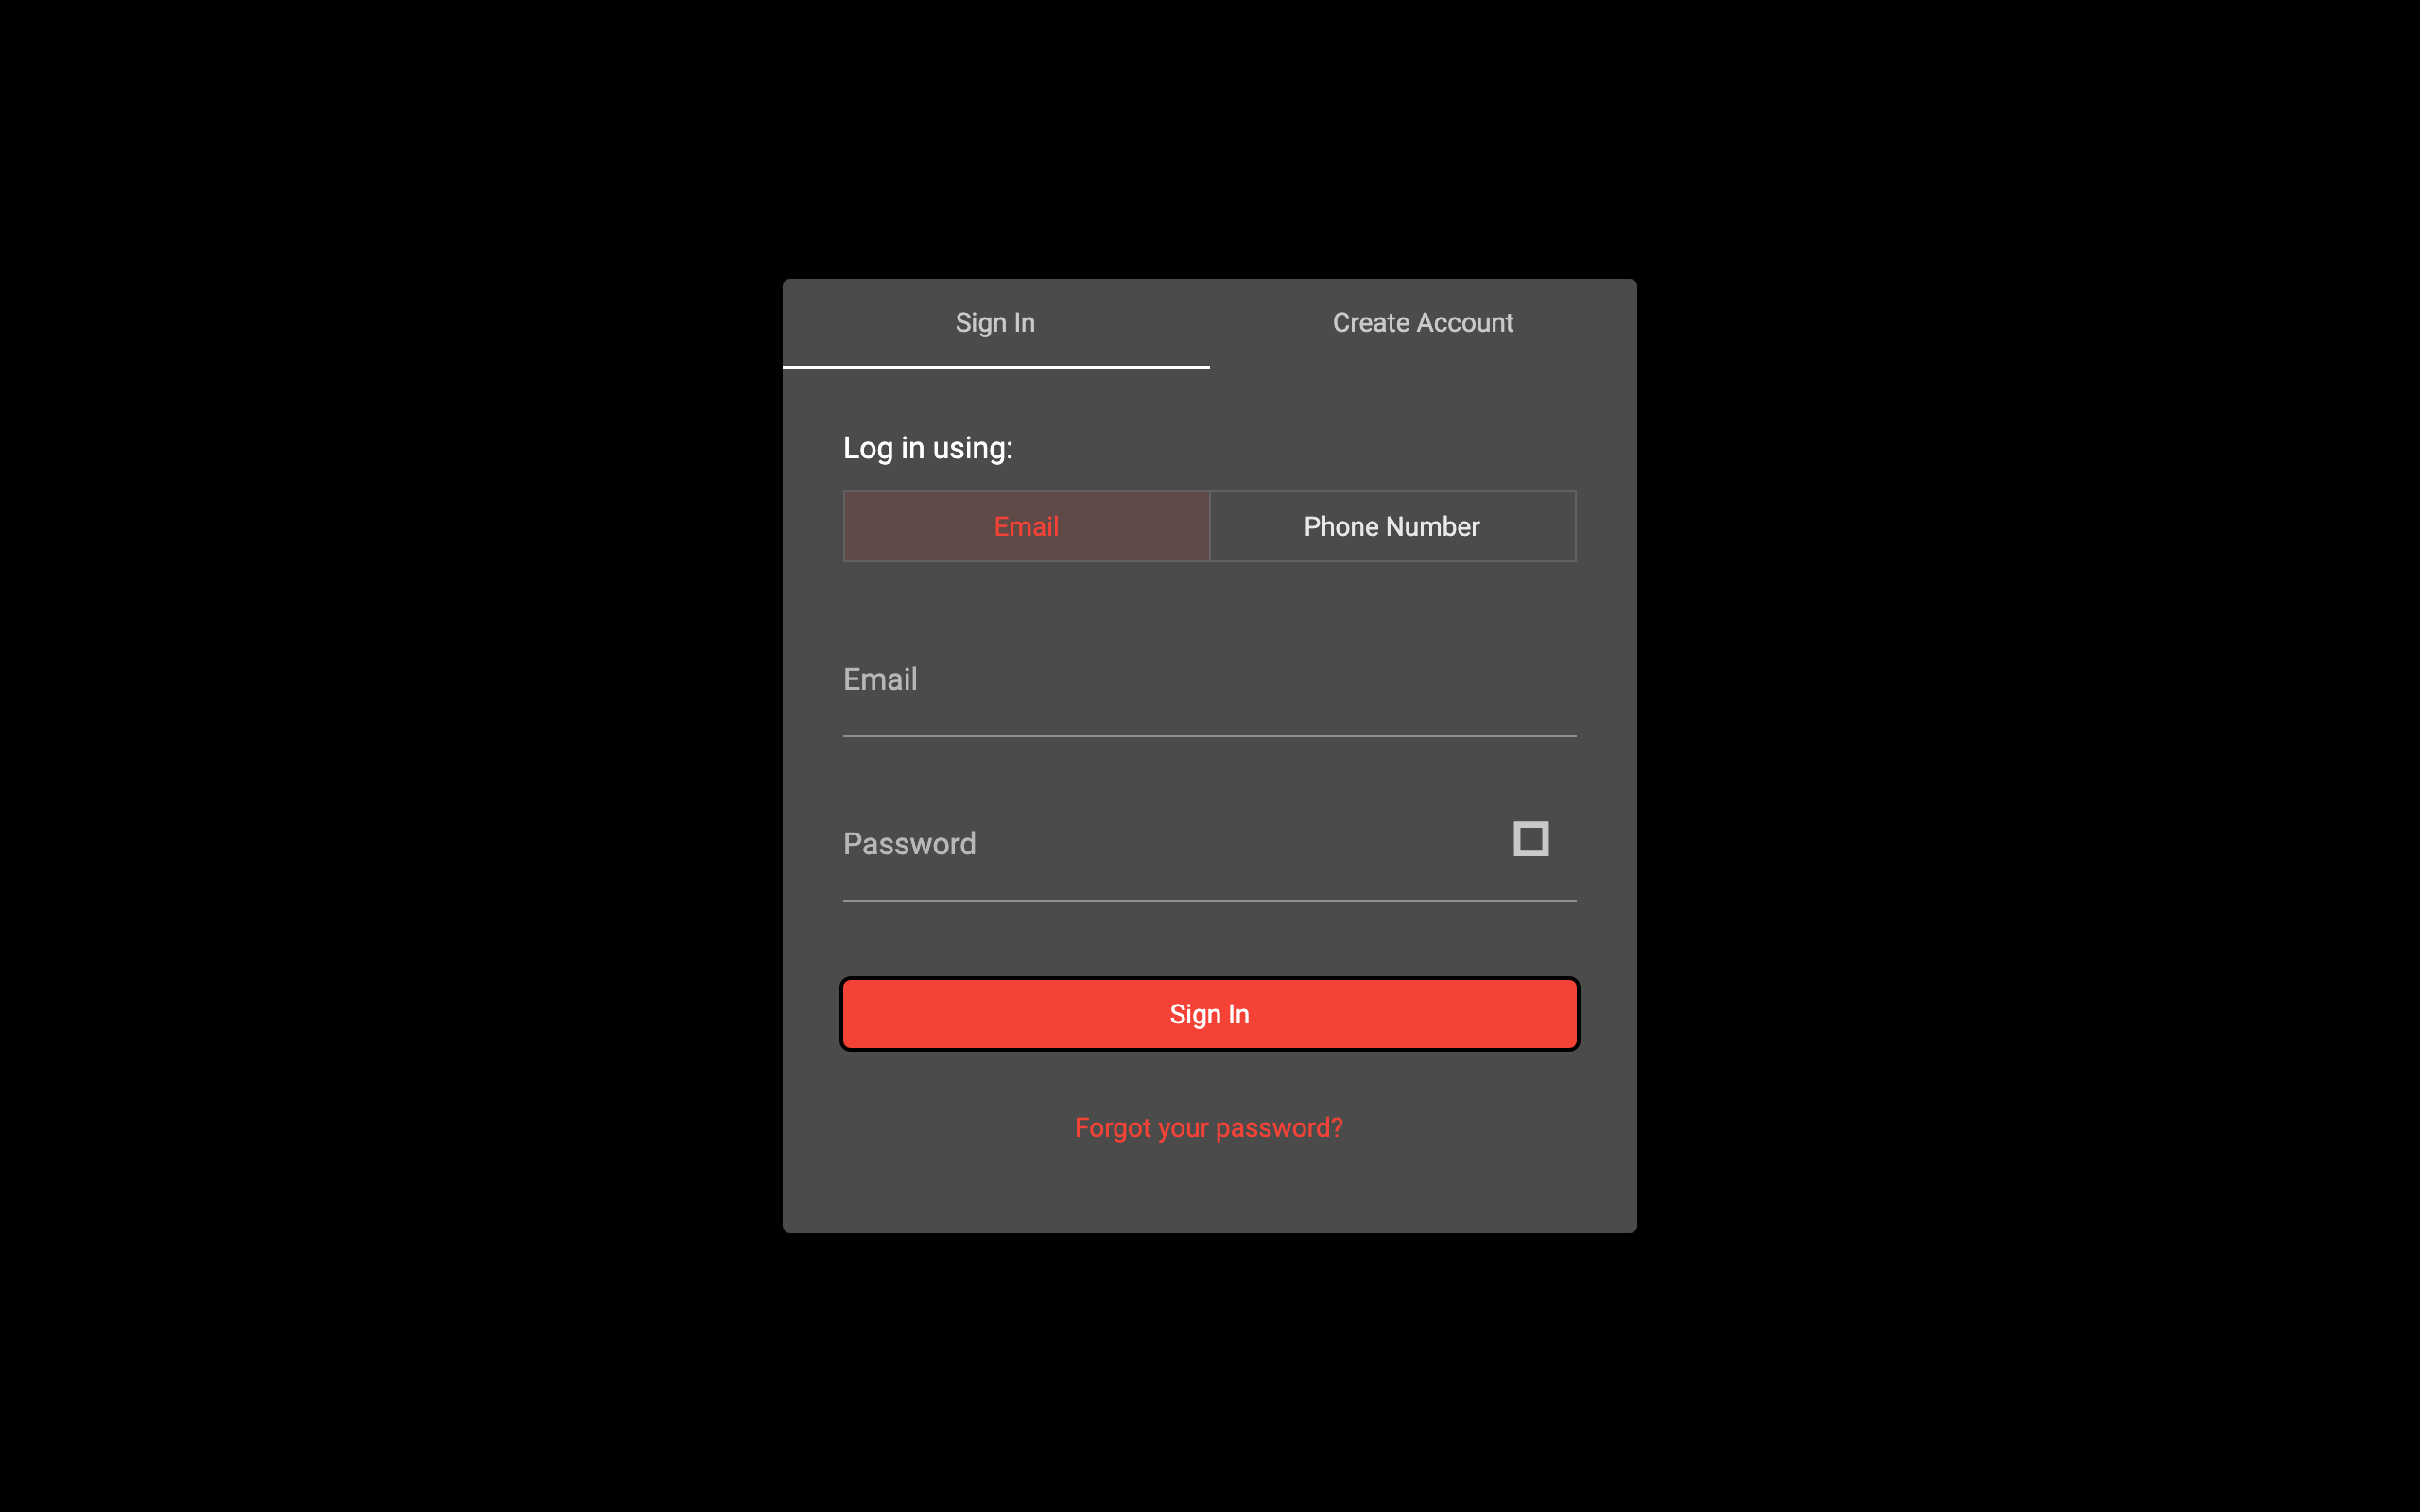 Sign In
Create Account
Log in using:
Email
Phone Number
Email
Password
Sign In
Forgot your password?